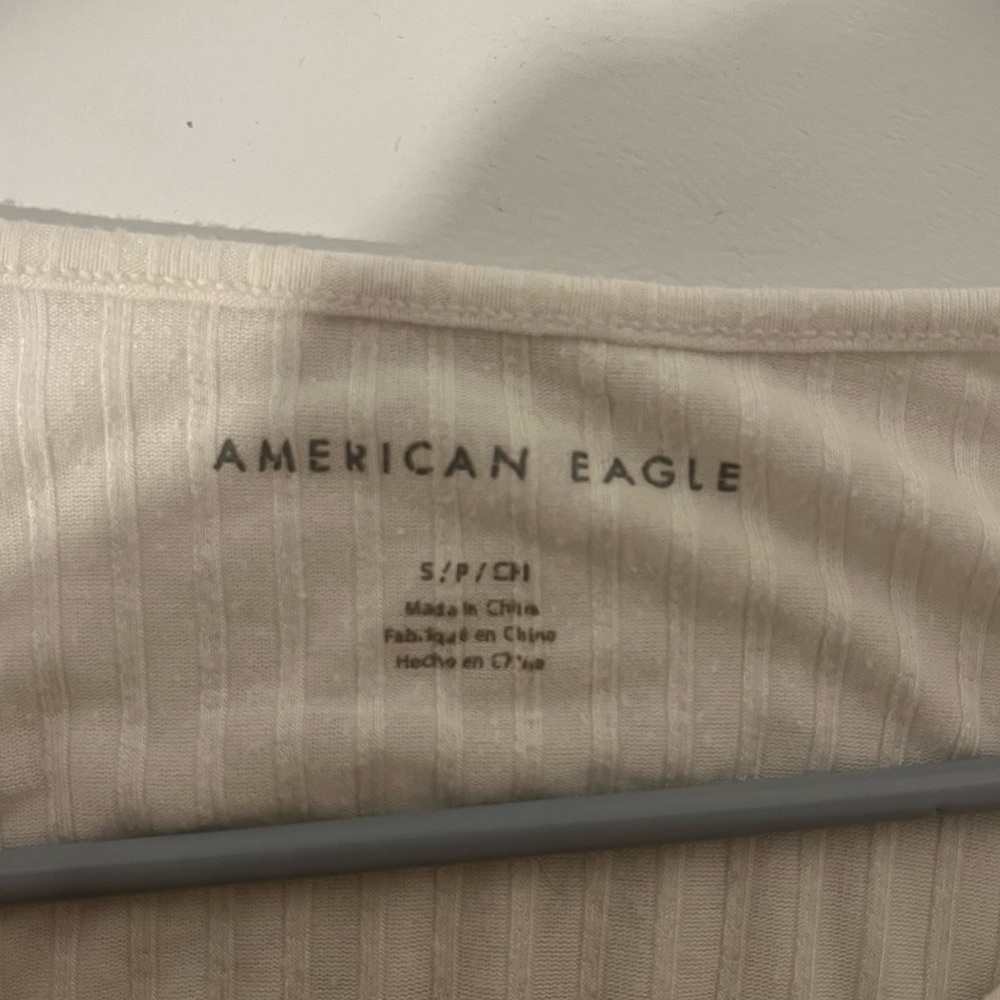 AMERICAN EAGLE
S/P/CH
Made in China
Fabriqué en Chine
Hecho en China